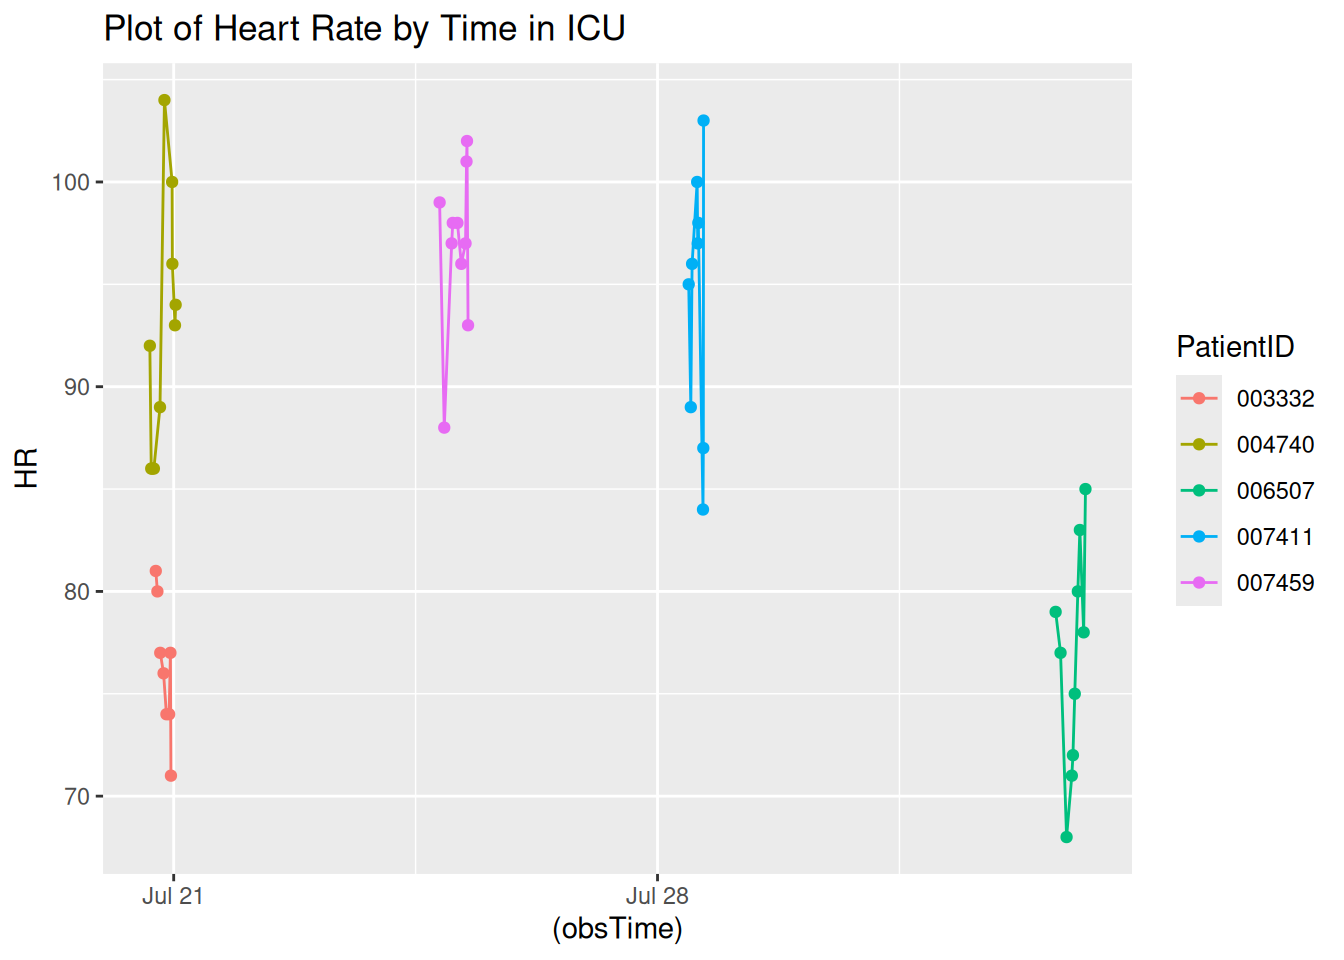 Plot of Heart Rate by Time in ICU
HR
100
90
80
70
Jul 21
Jul 28
(obsTime)
PatientID
003332
004740
006507
007411
007459